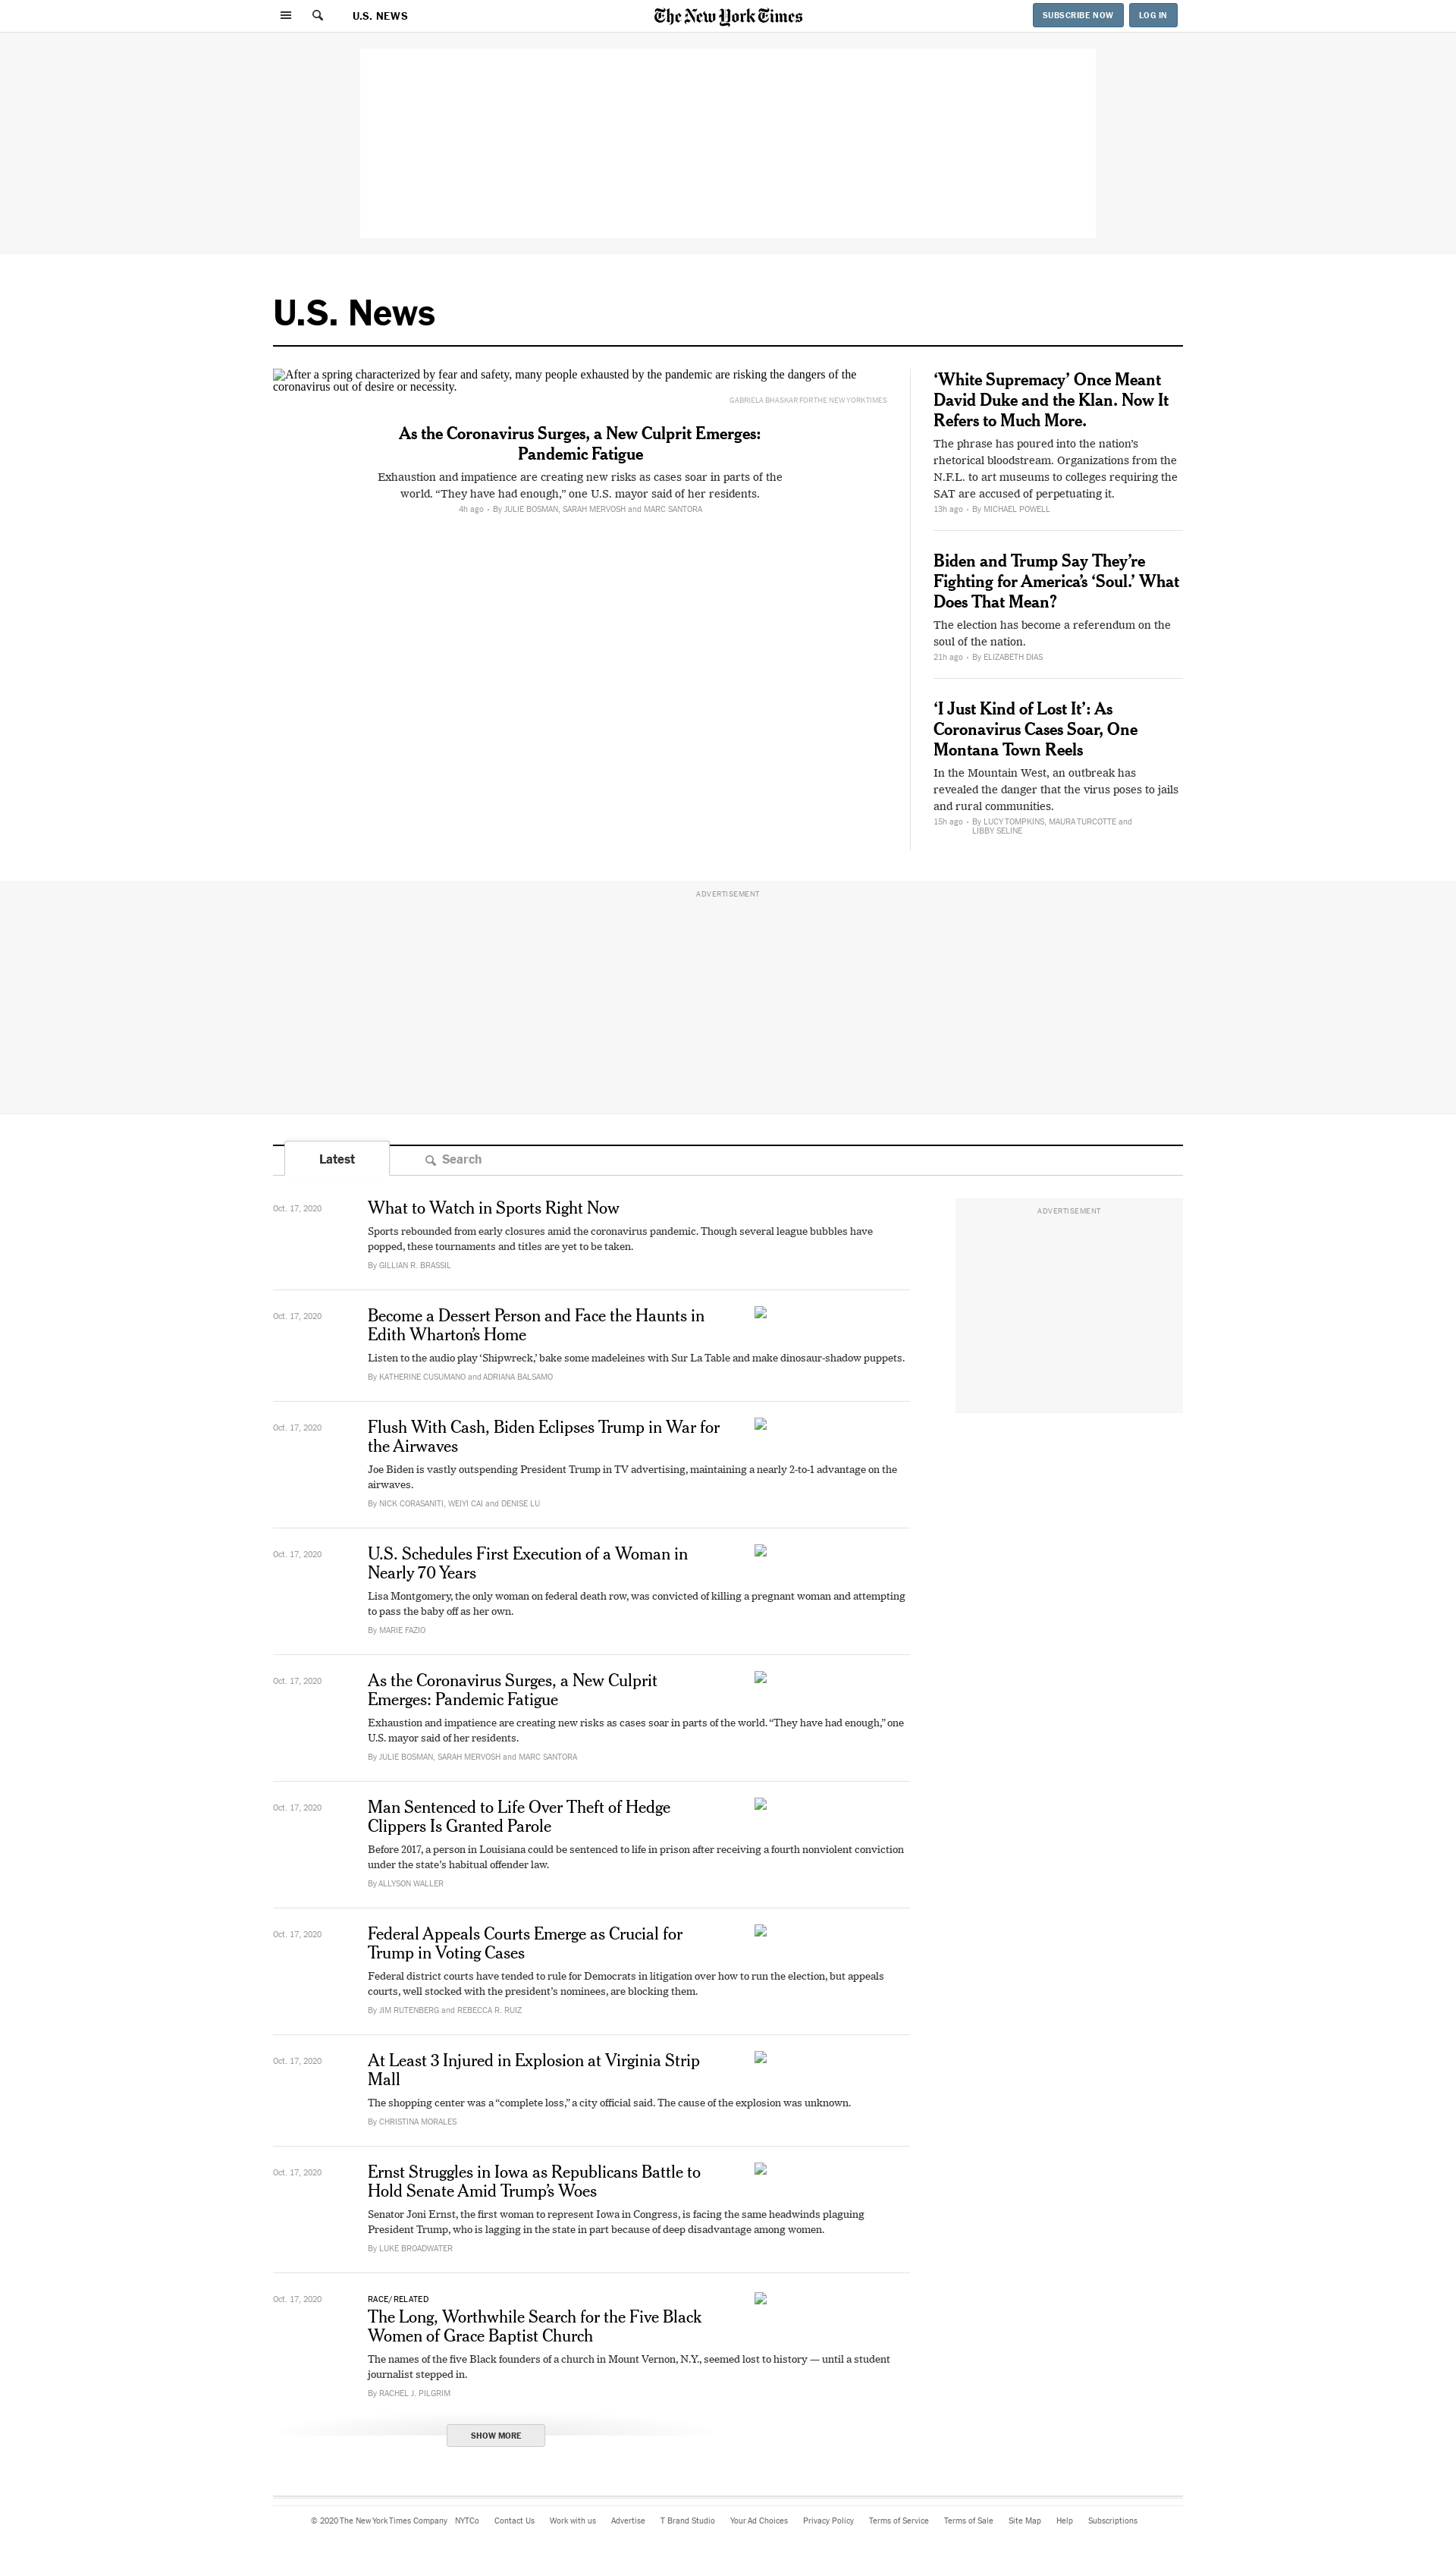 U.S. NEWS
The New York Times
SUBSCRIBE NOW
LOG IN
U.S. News
After a spring characterized by fear and safety, many people exhausted by the pandemic are risking the dangers of the
coronavirus out of desire or necessity.
GABRIELA BHASKAR FOR THE NEW YORK TIMES
As the Coronavirus Surges, a New Culprit Emerges:
Pandemic Fatigue
Exhaustion and impatience are creating new risks as cases soar in parts of the
world. “They have had enough,” one U.S. mayor said of her residents.
4h ago • By JULIE BOSMAN, SARAH MERVOSH and MARC SANTORA
‘White Supremacy’ Once Meant
David Duke and the Klan. Now It
Refers to Much More.
The phrase has poured into the nation’s
rhetorical bloodstream. Organizations from the
N.F.L. to art museums to colleges requiring the
SAT are accused of perpetuating it.
13h ago • By MICHAEL POWELL
Biden and Trump Say They’re
Fighting for America’s ‘Soul.’ What
Does That Mean?
The election has become a referendum on the
soul of the nation.
21h ago • By ELIZABETH DIAS
‘I Just Kind of Lost It’: As
Coronavirus Cases Soar, One
Montana Town Reels
In the Mountain West, an outbreak has
revealed the danger that the virus poses to jails
and rural communities.
15h ago • By LUCY TOMPKINS, MAURA TURCOTTE and
LIBBY SELINE
ADVERTISEMENT
Latest
Search
ADVERTISEMENT
Oct. 17, 2020
What to Watch in Sports Right Now
Sports rebounded from early closures amid the coronavirus pandemic. Though several league bubbles have
popped, these tournaments and titles are yet to be taken.
By GILLIAN R. BRASSIL
Oct. 17, 2020
Become a Dessert Person and Face the Haunts in
Edith Wharton’s Home
Listen to the audio play ‘Shipwreck,’ bake some madeleines with Sur La Table and make dinosaur-shadow puppets.
By KATHERINE CUSUMANO and ADRIANA BALSAMO
Oct. 17, 2020
Flush With Cash, Biden Eclipses Trump in War for
the Airwaves
Joe Biden is vastly outspending President Trump in TV advertising, maintaining a nearly 2-to-1 advantage on the
airwaves.
By NICK CORASANITI, WEIYI CAI and DENISE LU
Oct. 17, 2020
U.S. Schedules First Execution of a Woman in
Nearly 70 Years
Lisa Montgomery, the only woman on federal death row, was convicted of killing a pregnant woman and attempting
to pass the baby off as her own.
By MARIE FAZIO
Oct. 17, 2020
As the Coronavirus Surges, a New Culprit
Emerges: Pandemic Fatigue
Exhaustion and impatience are creating new risks as cases soar in parts of the world. “They have had enough,” one
U.S. mayor said of her residents.
By JULIE BOSMAN, SARAH MERVOSH and MARC SANTORA
Oct. 17, 2020
Man Sentenced to Life Over Theft of Hedge
Clippers Is Granted Parole
Before 2017, a person in Louisiana could be sentenced to life in prison after receiving a fourth nonviolent conviction
under the state’s habitual offender law.
By ALLYSON WALLER
Oct. 17, 2020
Federal Appeals Courts Emerge as Crucial for
Trump in Voting Cases
Federal district courts have tended to rule for Democrats in litigation over how to run the election, but appeals
courts, well stocked with the president’s nominees, are blocking them.
By JIM RUTENBERG and REBECCA R. RUIZ
Oct. 17, 2020
At Least 3 Injured in Explosion at Virginia Strip
Mall
The shopping center was a “complete loss,” a city official said. The cause of the explosion was unknown.
By CHRISTINA MORALES
Oct. 17, 2020
Ernst Struggles in Iowa as Republicans Battle to
Hold Senate Amid Trump’s Woes
Senator Joni Ernst, the first woman to represent Iowa in Congress, is facing the same headwinds plaguing
President Trump, who is lagging in the state in part because of deep disadvantage among women.
By LUKE BROADWATER
Oct. 17, 2020
RACE/RELATED
The Long, Worthwhile Search for the Five Black
Women of Grace Baptist Church
The names of the five Black founders of a church in Mount Vernon, N.Y., seemed lost to history — until a student
journalist stepped in.
By RACHEL J. PILGRIM
SHOW MORE
© 2020 The New York Times Company NYTCo Contact Us Work with us Advertise T Brand Studio Your Ad Choices Privacy Policy Terms of Service Terms of Sale Site Map Help Subscriptions